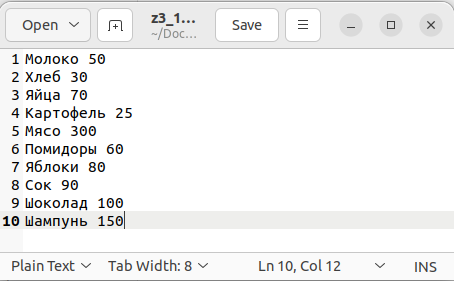 Open
z3_1...
~/Doc...
Save
1 Молоко 50
2 Хлеб 30
3 Яйца 70
4 Картофель 25
5 Мясо 300
6 Помидоры 60
7 Яблоки 80
8 Сок 90
9 Шоколад 100
10 Шампунь 150
Plain Text Tab Width: 8 Ln 10, Col 12 INS